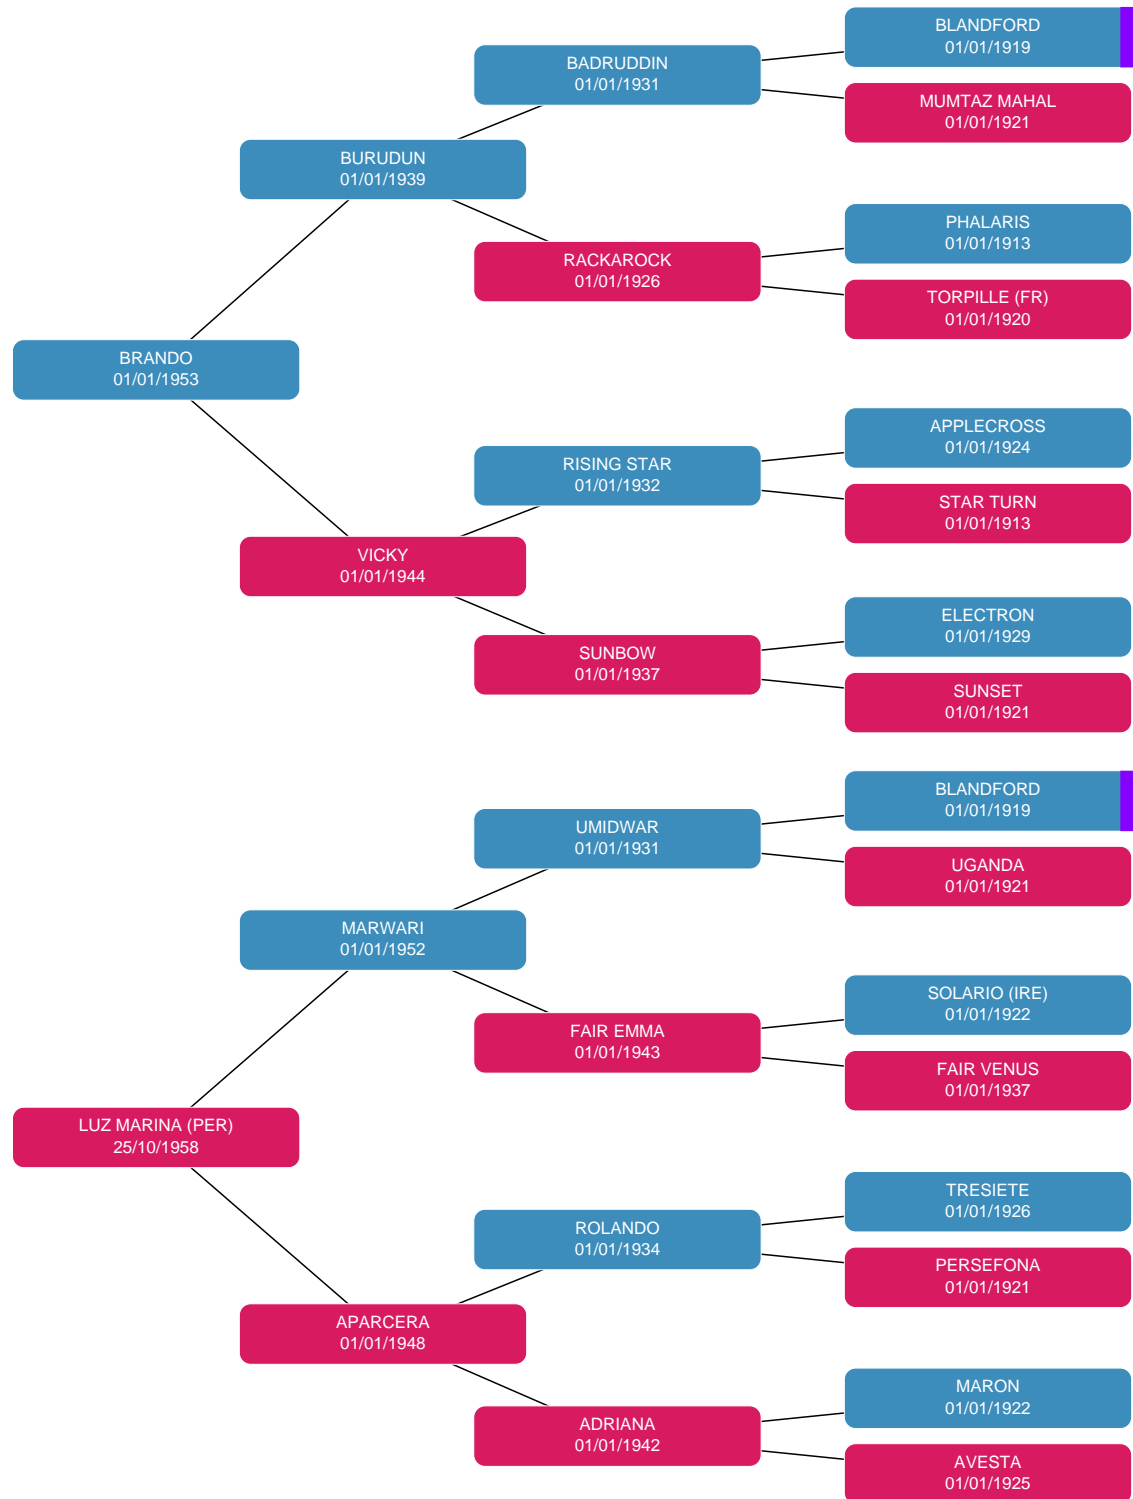 BLANDFORD
01/01/1919
BADRUDDIN
01/01/1931
MUMTAZ MAHAL
01/01/1921
BURUDUN
01/01/1939
PHALARIS
01/01/1913
RACKAROCK
01/01/1926
TORPILLE (FR)
01/01/1920
BRANDO
01/01/1953
APPLECROSS
01/01/1924
RISING STAR
01/01/1932
STAR TURN
01/01/1913
VICKY
01/01/1944
ELECTRON
01/01/1929
SUNBOW
01/01/1937
SUNSET
01/01/1921
BLANDFORD
01/01/1919
UMIDWAR
01/01/1931
UGANDA
01/01/1921
MARWARI
01/01/1952
SOLARIO (IRE)
01/01/1922
FAIR EMMA
01/01/1943
FAIR VENUS
01/01/1937
LUZ MARINA (PER)
25/10/1958
TRESIETE
01/01/1926
ROLANDO
01/01/1934
PERSEFONA
01/01/1921
APARCERA
01/01/1948
MARON
01/01/1922
ADRIANA
01/01/1942
AVESTA
01/01/1925